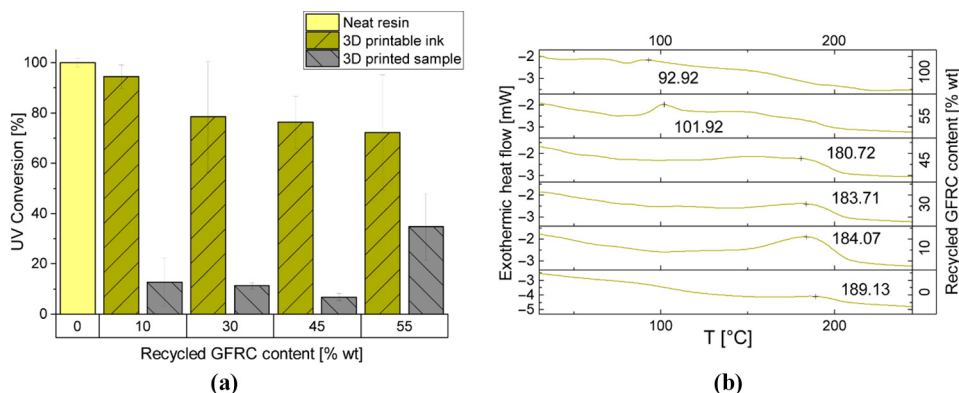 Neat resin
3D printable ink
3D printed sample
UV Conversion [%]
100
80
60
40
20
0
0 10 30 45 55
Recycled GFRC content [% wt]
(a)
100 200
Exothermic heat flow [mW]
−2
−3
92.92
100
−2
−3
101.92
55
−2
−3
180.72
45
−2
−3
183.71
30
−2
−3
184.07
10
−4
−5
189.13
0
Recycled GFRC content [% wt]
100 200
T [°C]
(b)